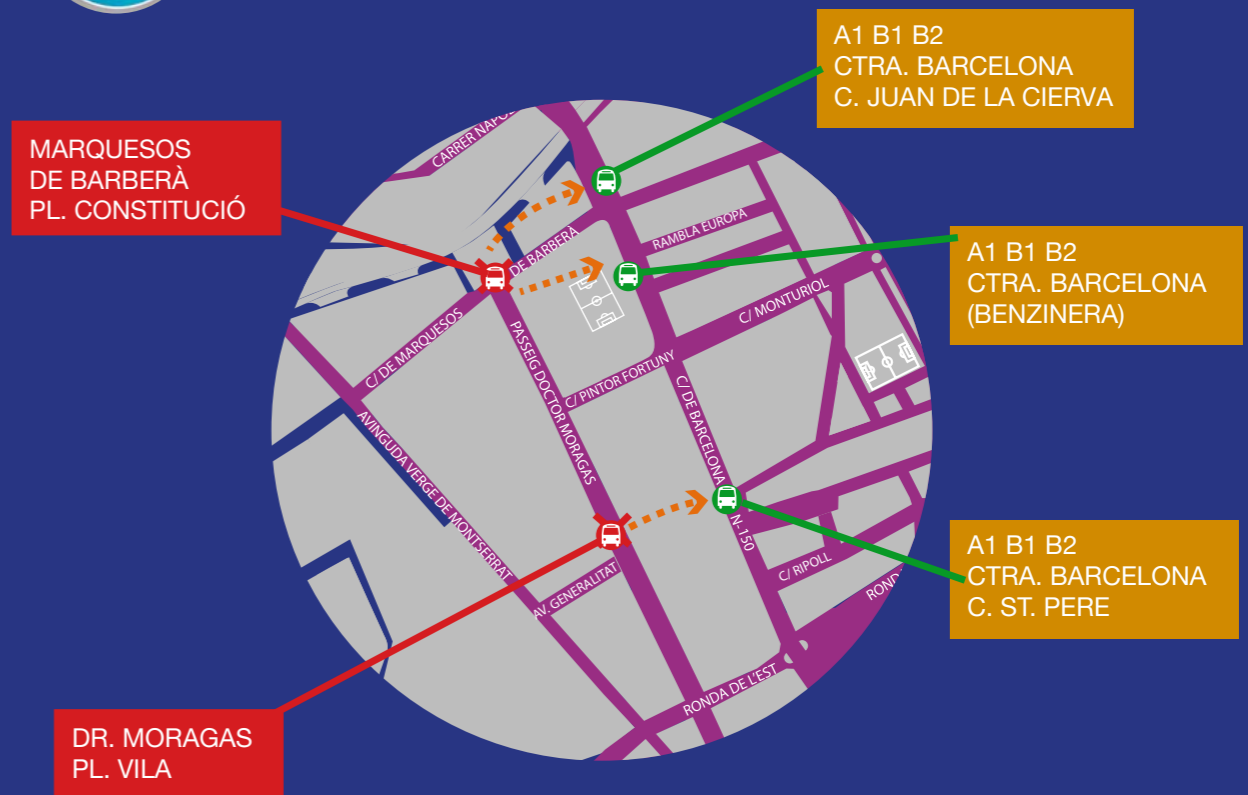 A1 B1 B2
CTRA. BARCELONA
C. JUAN DE LA CIERVA
MARQUESOS
DE BARBERÀ
PL. CONSTITUCIÓ
CARRER
DE BARBERÀ
RAMBLA EUROPA
A1 B1 B2
CTRA. BARCELONA
(BENZINERA)
C/ MONTURIOL
C/ DE MARQUESOS
PASSEIG DOCTOR MORAGAS
C/ PINTOR FORTUNY
C/ DE BARCELONA
N-150
AVINGUDA VERGE DE MONTSERRAT
AV. GENERALITAT
C/ RIPOLL
RONDA DE L'EST
A1 B1 B2
CTRA. BARCELONA
C. ST. PERE
DR. MORAGAS
PL. VILA